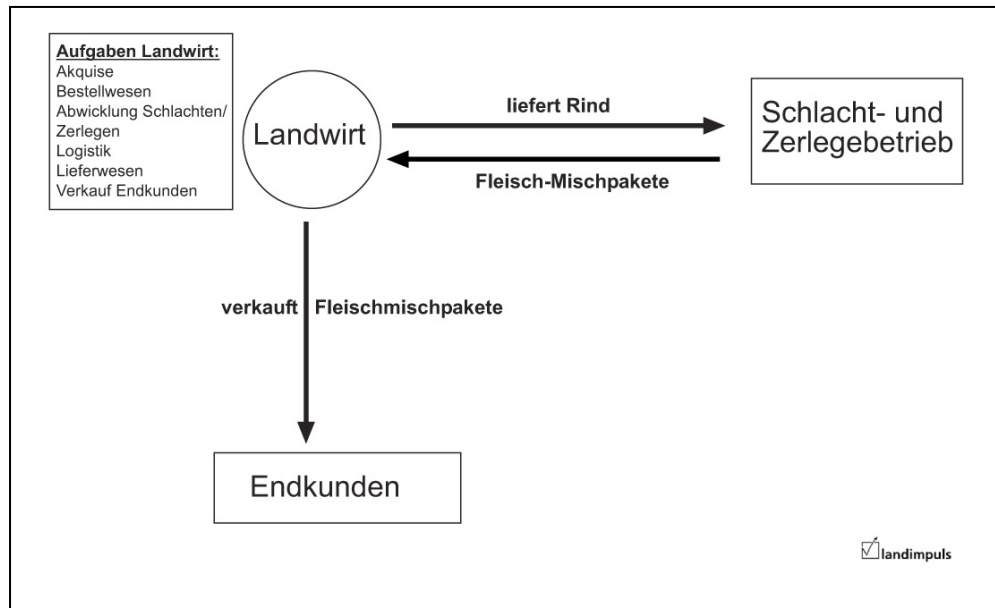 Aufgaben Landwirt:
Akquise
Bestellwesen
Abwicklung Schlachten/
Zerlegen
Logistik
Lieferwesen
Verkauf Endkunden
Landwirt
liefert Rind
Fleisch-Mischpakete
Schlacht- und
Zerlegebetrieb
verkauft Fleischmischpakete
Endkunden
landimpuls